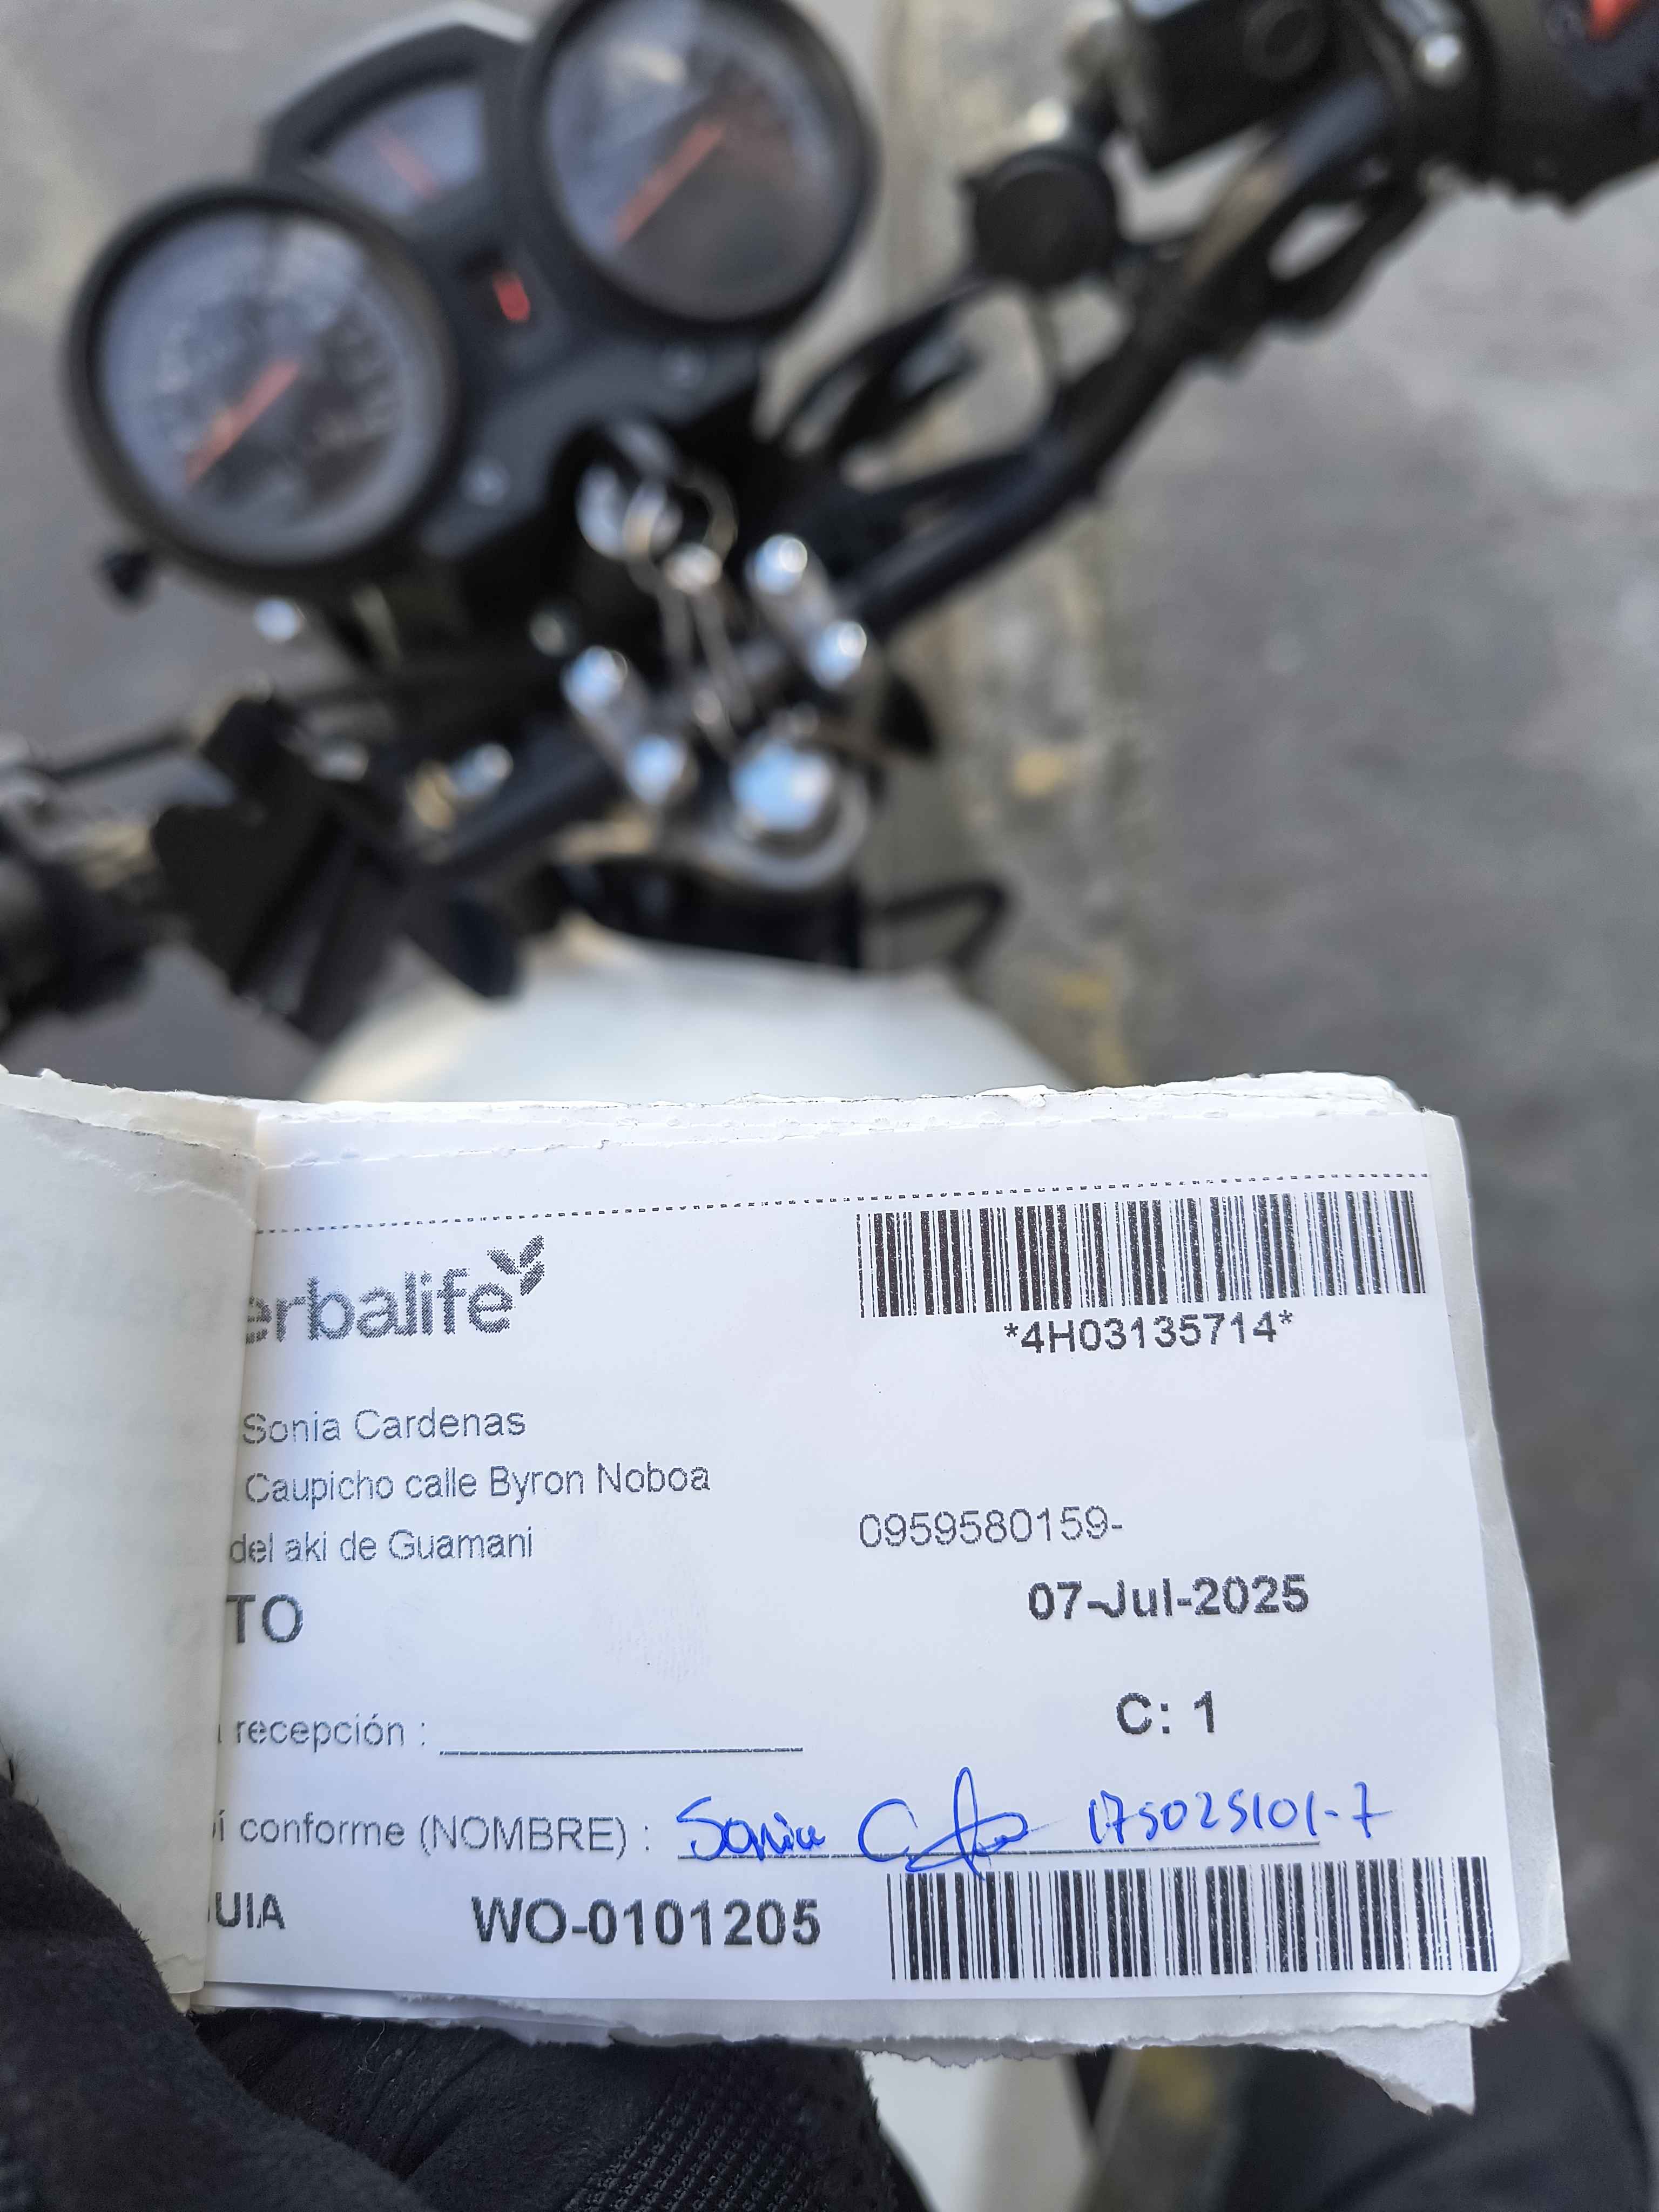 erbalife
*4H03135714*
Sonia Cardenas
Caupicho calle Byron Noboa
del aki de Guamani
0959580159-
TO
07-Jul-2025
C: 1
recepción :
í conforme (NOMBRE) : Sonia 175025101-7
UIA WO-0101205